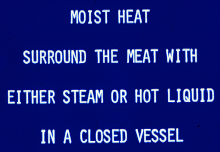 MOIST HEAT
SURROUND THE MEAT WITH
EITHER STEAM OR HOT LIQUID
IN A CLOSED VESSEL